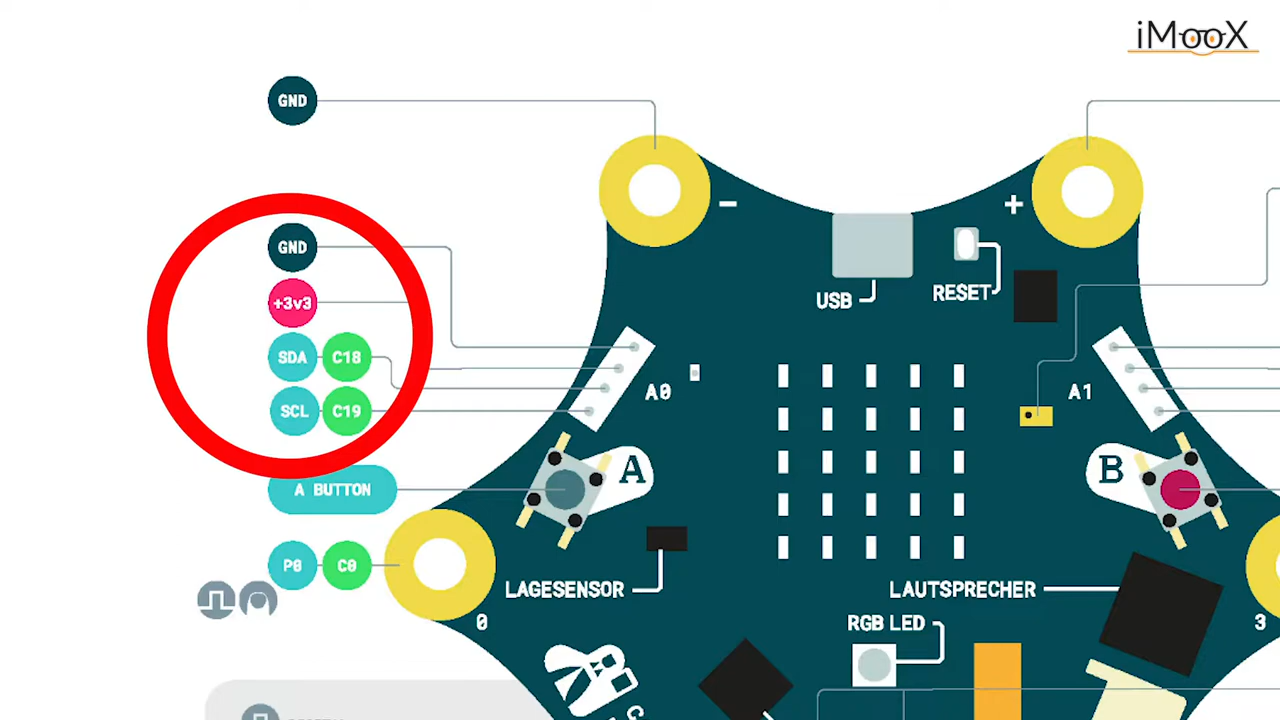 iMooX
GND
GND
- +
+3v3
USB
RESET
SDA C18
A0
A1
SCL C19
A
B
A BUTTON
P0 C0
LAGESENSOR
LAUTSPRECHER
0
RGB LED
3